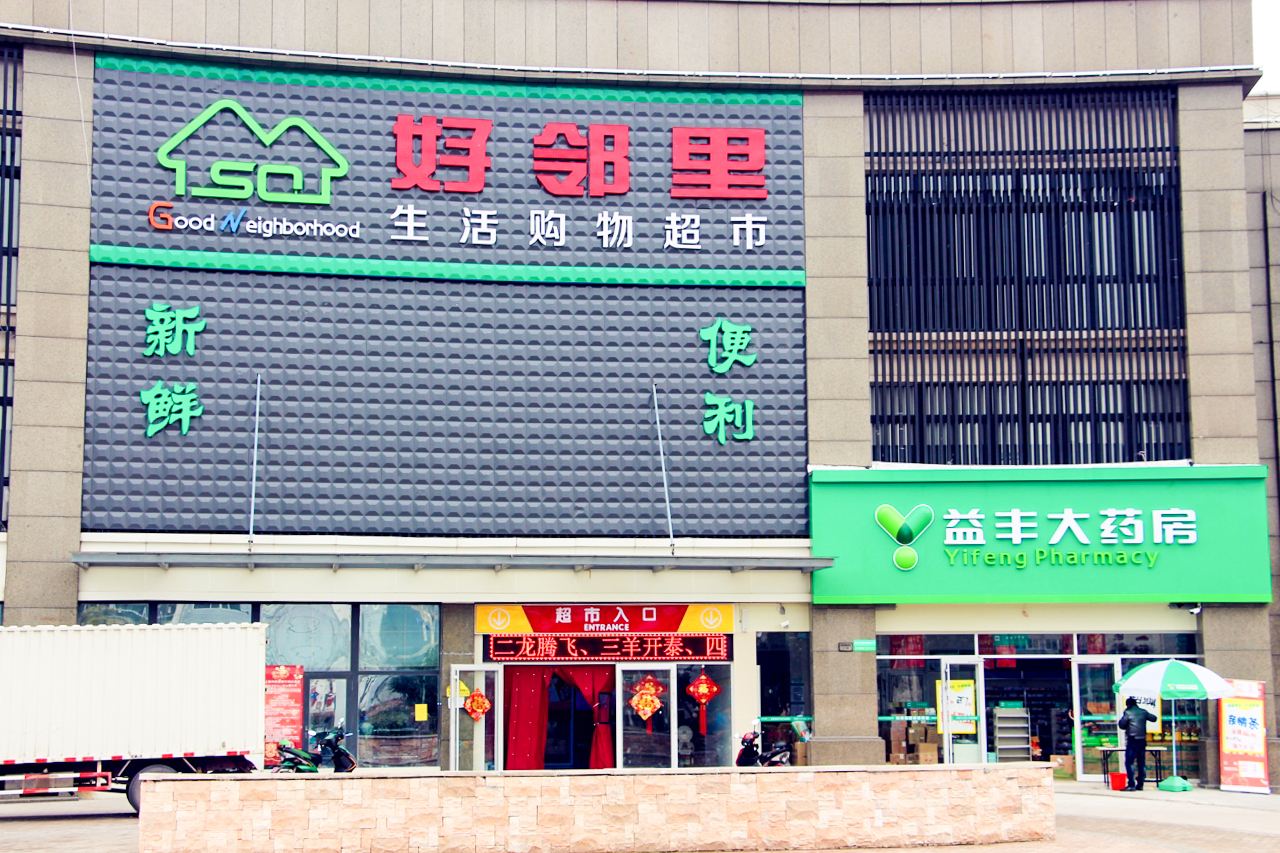 SQ
Good Neighborhood
好邻里
生活购物超市
新鲜
便利
益丰大药房
Yifeng Pharmacy
超市入口
ENTRANCE
二龙腾飞、三羊开泰、四